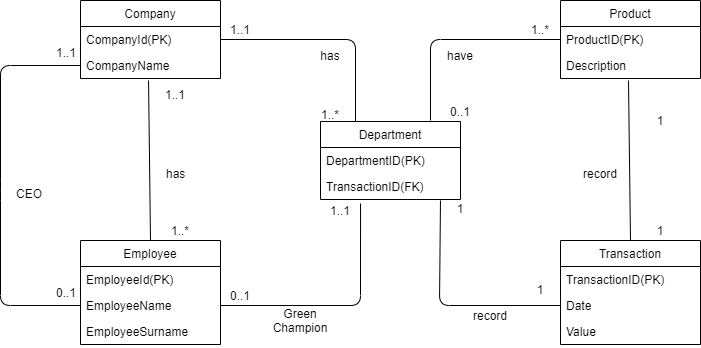 Company
CompanyId(PK)
CompanyName
Product
ProductID(PK)
Description
1..1
1..*
1..1
has
have
1..1
1..*
0..1
1
Department
DepartmentID(PK)
TransactionID(FK)
has
record
CEO
1..1
1
1..*
1
Employee
EmployeeId(PK)
EmployeeName
EmployeeSurname
Transaction
TransactionID(PK)
Date
Value
0..1
0..1
1
Green
Champion
record